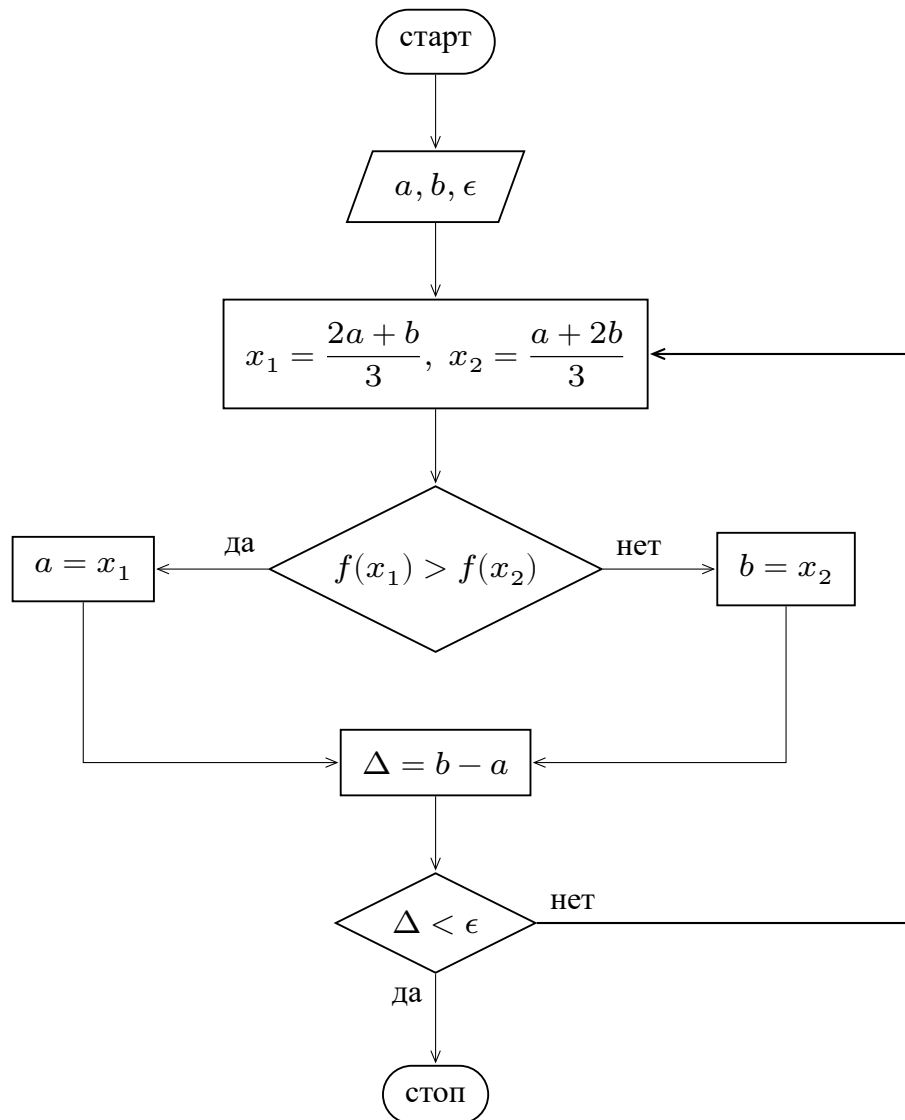 старт
a, b, ϵ
x₁ = (2a + b)/3, x₂ = (a + 2b)/3
да
нет
a = x₁
f(x₁) > f(x₂)
b = x₂
Δ = b − a
нет
Δ < ϵ
да
стоп